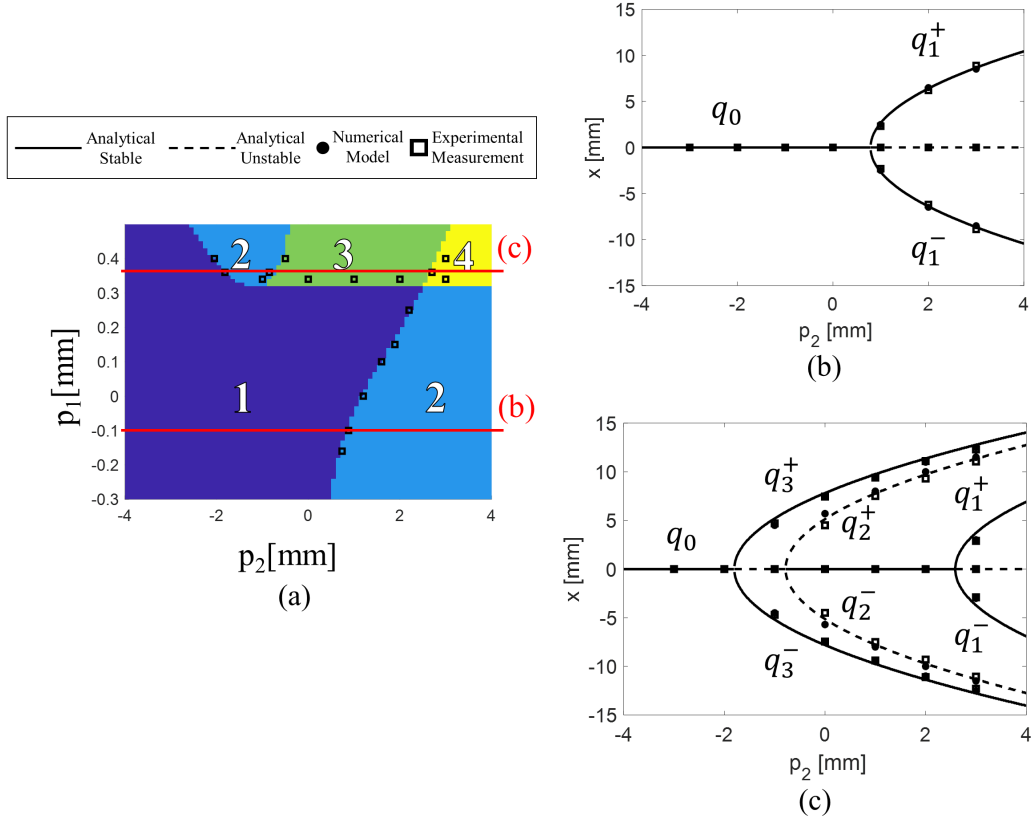 Analytical Stable
Analytical Unstable
Numerical Model
Experimental Measurement
2
3
4
(c)
1
2
(b)
0.4
0.3
0.2
0.1
0
-0.1
-0.2
-0.3
p₁[mm]
-4
-2
0
2
4
p₂[mm]
(a)
15
10
5
0
-5
-10
-15
x [mm]
q₀
q₁⁺
q₁⁻
-4
-2
0
2
4
p₂ [mm]
(b)
15
10
5
0
-5
-10
-15
x [mm]
q₀
q₃⁺
q₂⁺
q₁⁺
q₂⁻
q₁⁻
q₃⁻
-4
-2
0
2
4
p₂ [mm]
(c)